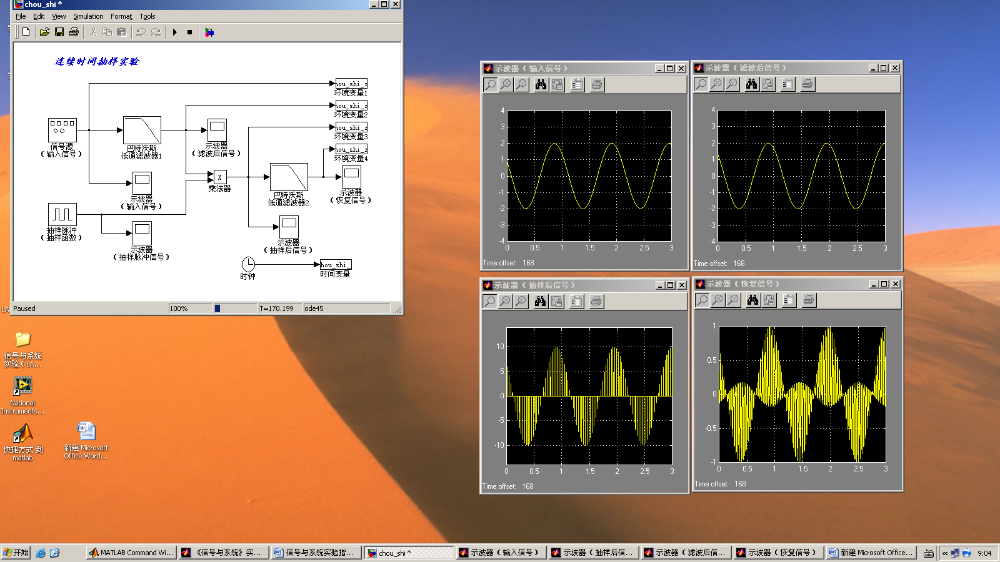 chou_shi *
File Edit View Simulation Format Tools
连续时间抽样实验
hou_shi_z
环境变量1
hou_shi_z
环境变量2
hou_shi_z
环境变量3
hou_shi_z
环境变量4
信号源
(输入信号)
巴特沃斯
低通滤波器1
示波器
(滤波后信号)
示波器
(输入信号)
X
乘法器
巴特沃斯
低通滤波器2
示波器
(恢复信号)
抽样脉冲
(抽样函数)
示波器
(抽样脉冲信号)
示波器
(抽样后信号)
时钟
hou_shi_
时间变量
Paused 100% T=170.199 ode45
示波器(输入信号)
4
3
2
1
0
-1
-2
-3
-4
0 0.5 1 1.5 2 2.5 3
Time offset: 168
示波器(滤波后信号)
4
3
2
1
0
-1
-2
-3
-4
0 0.5 1 1.5 2 2.5 3
Time offset: 168
示波器(抽样后信号)
10
5
0
-5
-10
0 0.5 1 1.5 2 2.5 3
Time offset: 168
示波器(恢复信号)
1
0.5
0
-0.5
-1
0 0.5 1 1.5 2 2.5 3
Time offset: 168
LA
信号与系统
实验(LA...
National
Instruments...
快捷方式 到
matlab
新建 Microsoft
Office Word...
开始 MATLAB Command Wi... 《信号与系统》实... 信号与系统实验指... chou_shi * 示波器(输入信号) 示波器(抽样后信... 示波器(滤波后信... 示波器(恢复信号) 新建 Microsoft Office... « 9:04